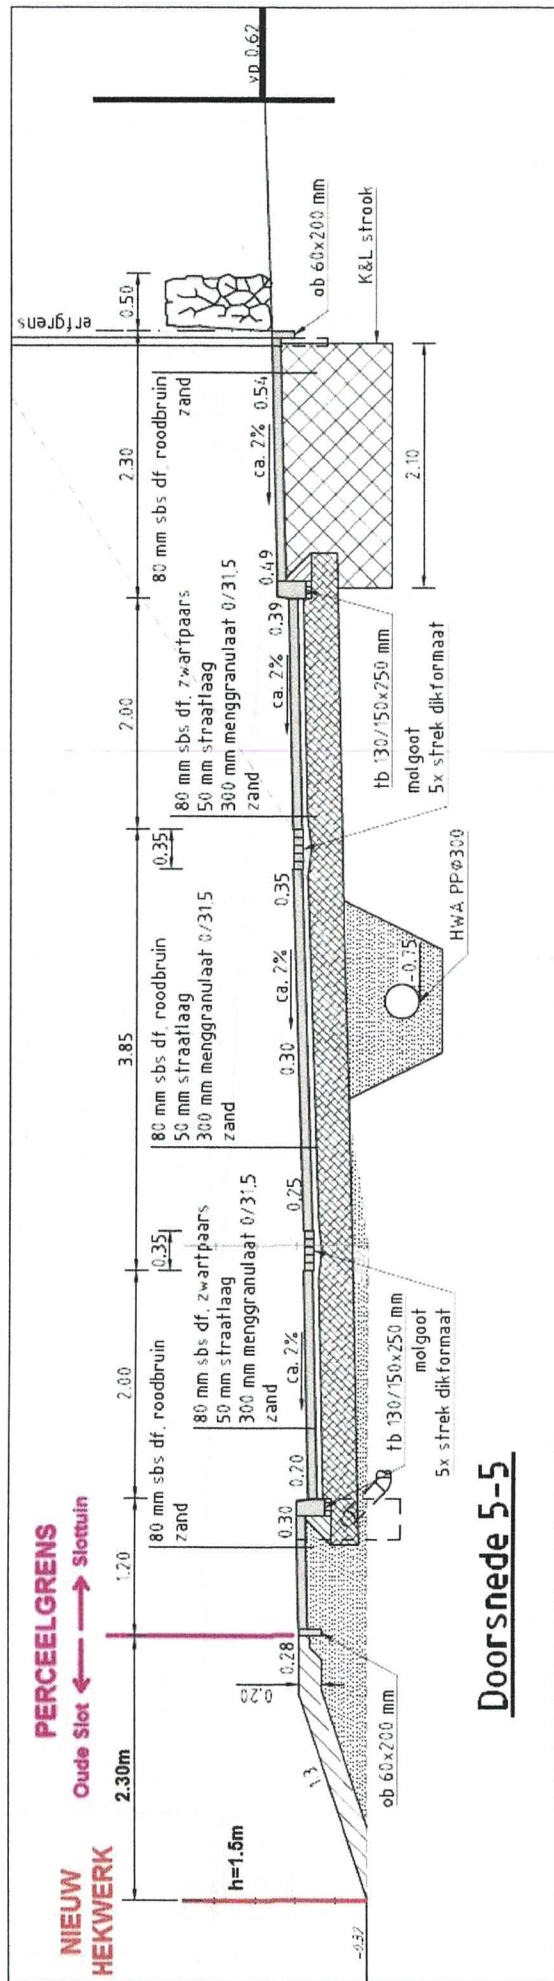 NIEUW
HEKWERK
PERCEELGRENS
Oude Slot
Slottuin
2.30m
1.20
2.00
3.85
2.00
2.30
0.50
erfgrens
0.35
0.35
h=1.5m
-0.32
1:3
0.20
0.28
80 mm sbs df. roodbruin
zand
0.30
0.20
ca. 2%
80 mm sbs df. zwartpaars
50 mm straatlaag
300 mm menggranulaat 0/31.5
zand
0.25
80 mm sbs df. roodbruin
50 mm straatlaag
300 mm menggranulaat 0/31.5
zand
0.30
ca. 2%
0.35
80 mm sbs df. zwartpaars
50 mm straatlaag
300 mm menggranulaat 0/31.5
zand
ca. 2%
0.39
0.49
80 mm sbs df. roodbruin
zand
ca. 2%
0.54
vp 0.62
ob 60x200 mm
tb 130/150x250 mm
molgoot
5x strek dikformaat
-0.75
HWA PPØ300
tb 130/150x250 mm
molgoot
5x strek dikformaat
2.10
K&L strook
ob 60x200 mm
Doorsnede 5-5